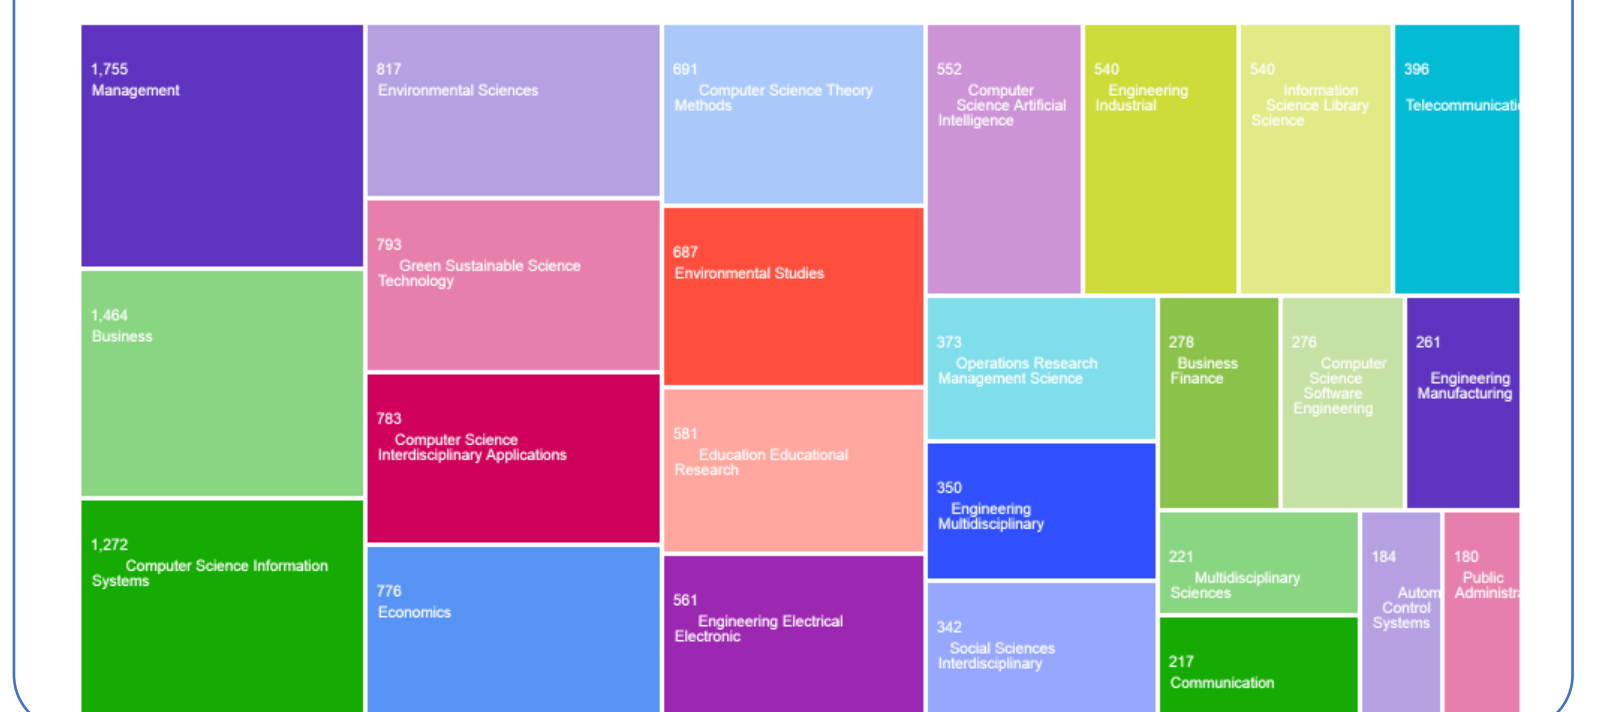 1,755
Management
1,464
Business
1,272
Computer Science Information
Systems
817
Environmental Sciences
793
Green Sustainable Science
Technology
783
Computer Science
Interdisciplinary Applications
776
Economics
691
Computer Science Theory
Methods
687
Environmental Studies
581
Education Educational
Research
561
Engineering Electrical
Electronic
552
Computer
Science Artificial
Intelligence
540
Engineering
Industrial
540
Information
Science Library
Science
396
Telecommunicati
373
Operations Research
Management Science
350
Engineering
Multidisciplinary
342
Social Sciences
Interdisciplinary
278
Business
Finance
276
Computer
Science
Software
Engineering
261
Engineering
Manufacturing
221
Multidisciplinary
Sciences
217
Communication
184
Autom
Control
Systems
180
Public
Administr